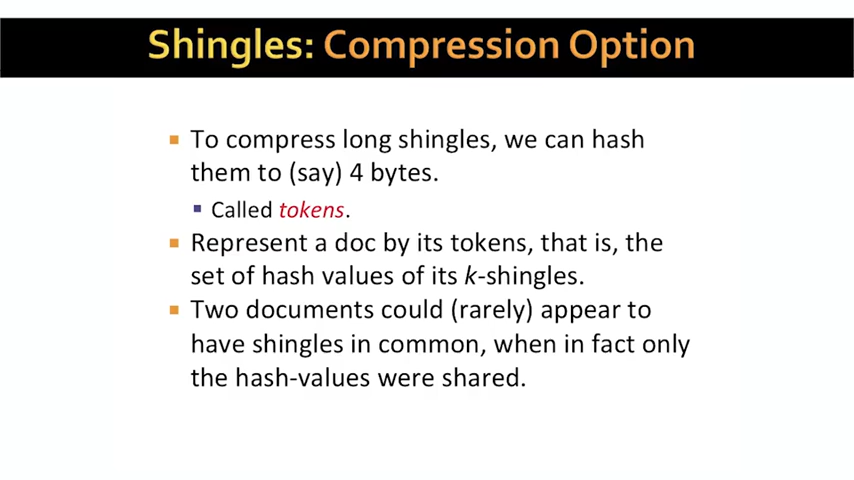 Shingles: Compression Option
To compress long shingles, we can hash
them to (say) 4 bytes.
Called tokens.
Represent a doc by its tokens, that is, the
set of hash values of its k-shingles.
Two documents could (rarely) appear to
have shingles in common, when in fact only
the hash-values were shared.